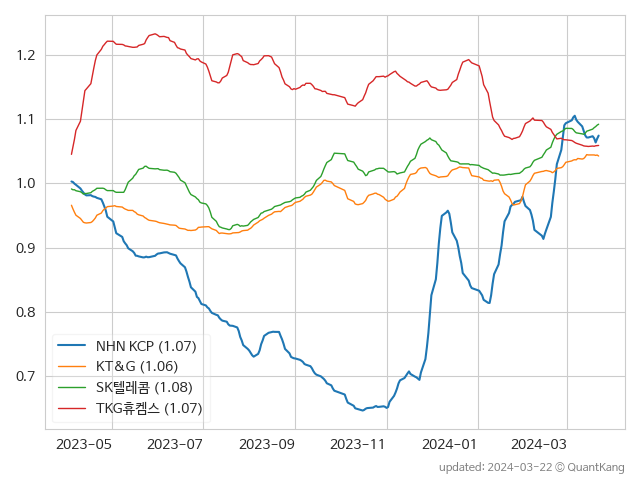 1.2
1.1
1.0
0.9
0.8
0.7
NHN KCP (1.07)
KT&G (1.06)
SK텔레콤 (1.08)
TKG휴켐스 (1.07)
2023-05 2023-07 2023-09 2023-11 2024-01 2024-03
updated: 2024-03-22 © QuantKang